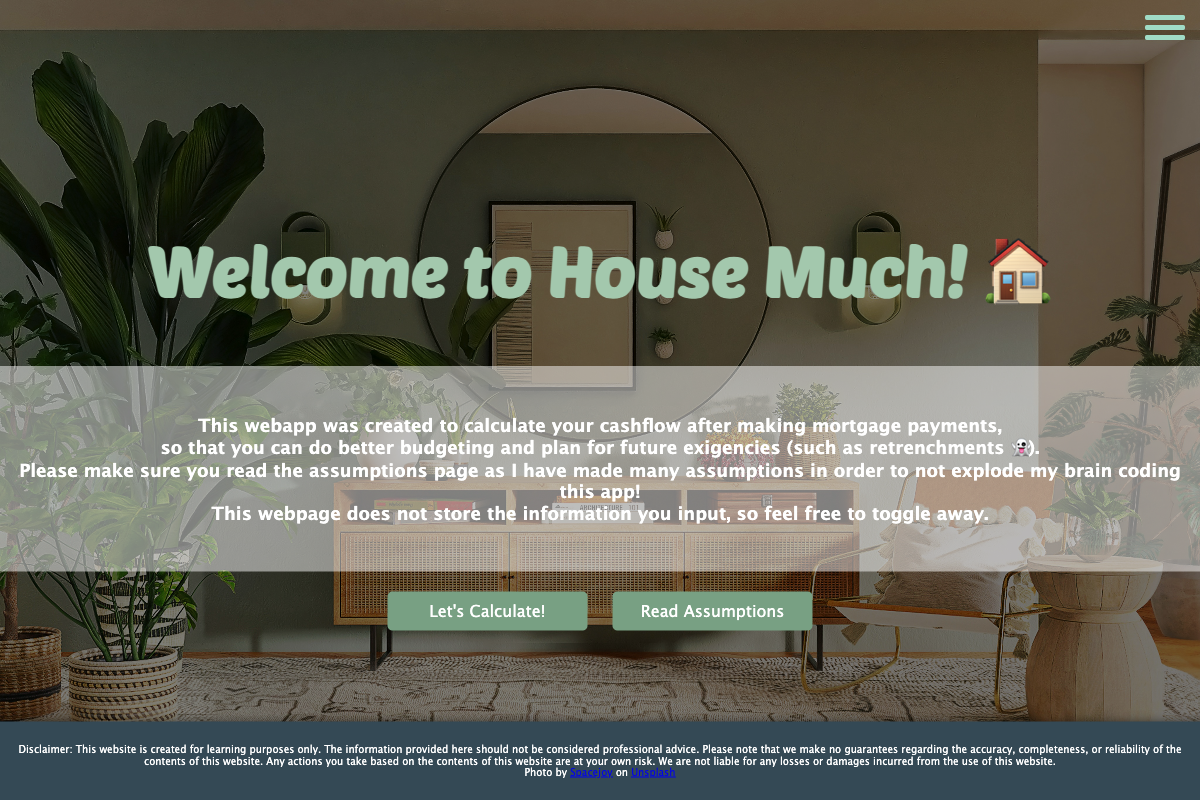 Welcome to House Much! 🏠
This webapp was created to calculate your cashflow after making mortgage payments,
so that you can do better budgeting and plan for future exigencies (such as retrenchments 👻).
Please make sure you read the assumptions page as I have made many assumptions in order to not explode my brain coding
this app!
This webpage does not store the information you input, so feel free to toggle away.
Let's Calculate!
Read Assumptions
Disclaimer: This website is created for learning purposes only. The information provided here should not be considered professional advice. Please note that we make no guarantees regarding the accuracy, completeness, or reliability of the
contents of this website. Any actions you take based on the contents of this website are at your own risk. We are not liable for any losses or damages incurred from the use of this website.
Photo by Spacejoy on Unsplash